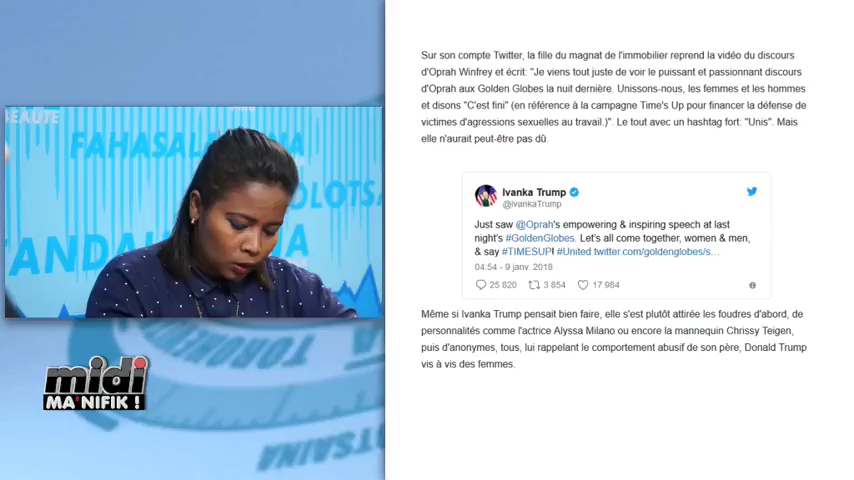 BEAUTÉ
FAHASALAMANA
midi
MA'NIFIK !
Sur son compte Twitter, la fille du magnat de l'immobilier reprend la vidéo du discours
d'Oprah Winfrey et écrit: "Je viens tout juste de voir le puissant et passionnant discours
d'Oprah aux Golden Globes la nuit dernière. Unissons-nous, les femmes et les hommes
et disons "C'est fini" (en référence à la campagne Time's Up pour financer la défense de
victimes d'agressions sexuelles au travail.)". Le tout avec un hashtag fort: "Unis". Mais
elle n'aurait peut-être pas dû.
Ivanka Trump
@IvankaTrump
Just saw @Oprah's empowering & inspiring speech at last
night's #GoldenGlobes. Let's all come together, women & men,
& say #TIMESUP! #United twitter.com/goldenglobes/s…
04:54 - 9 janv. 2018
25 820 3 854 17 984
Même si Ivanka Trump pensait bien faire, elle s'est plutôt attirée les foudres d'abord, de
personnalités comme l'actrice Alyssa Milano ou encore la mannequin Chrissy Teigen,
puis d'anonymes, tous, lui rappelant le comportement abusif de son père, Donald Trump
vis à vis des femmes.